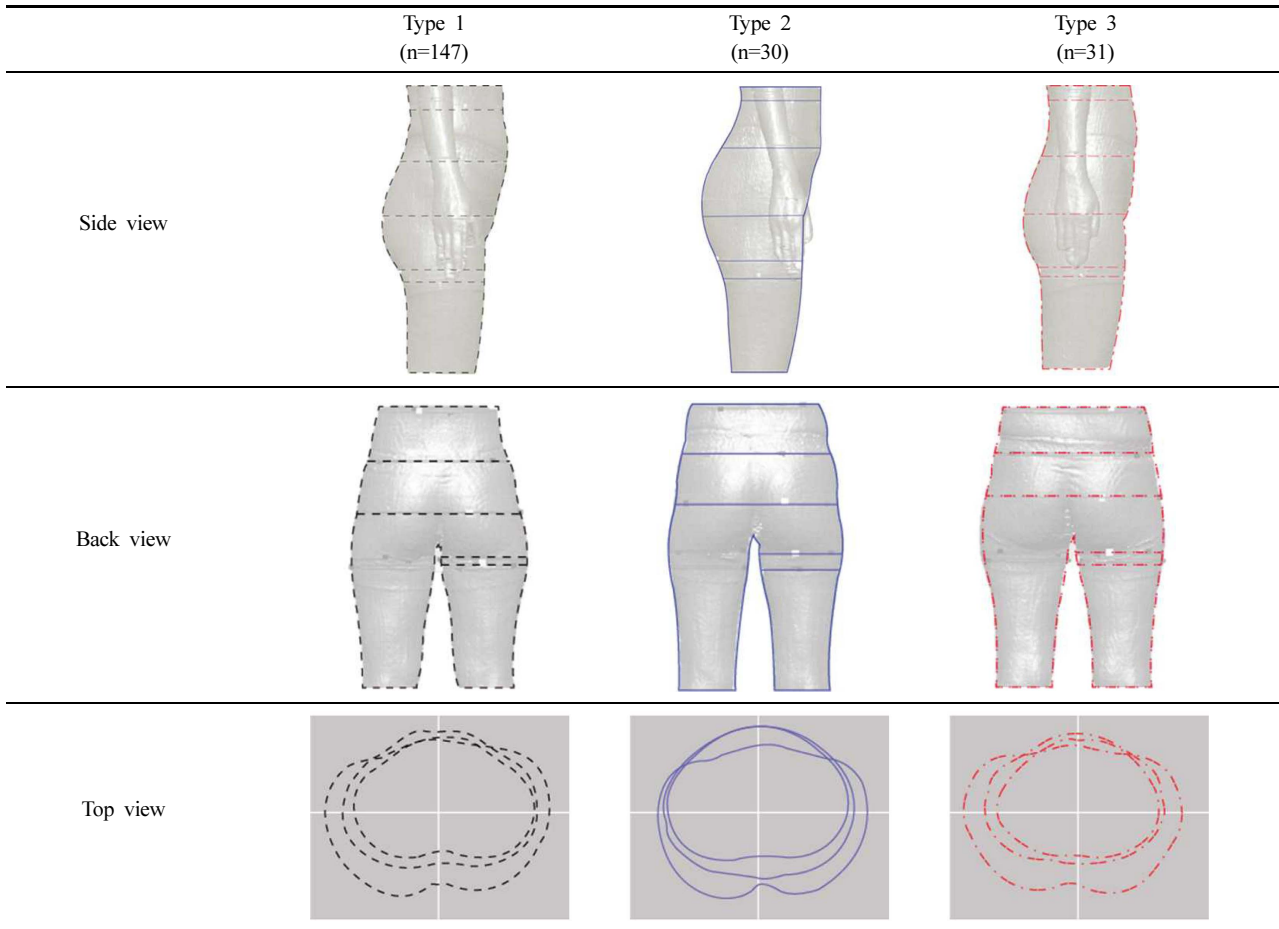 Type 1
(n=147)
Type 2
(n=30)
Type 3
(n=31)
Side view
Back view
Top view